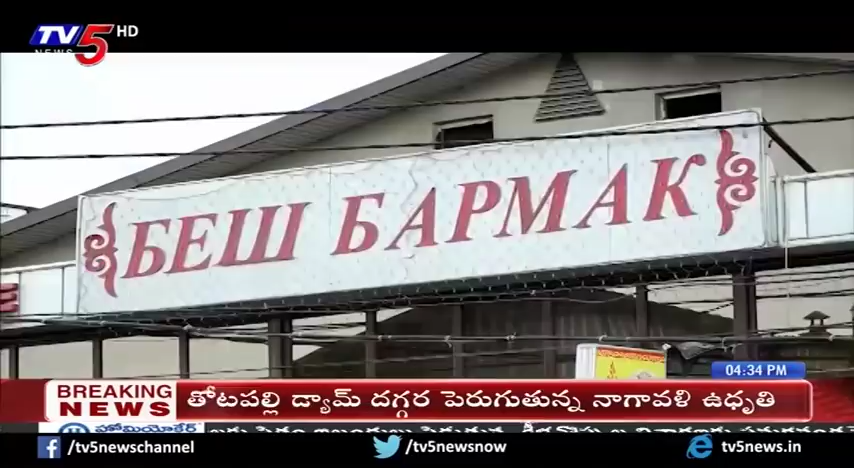 TV5 HD
NEWS
БЕШ БАРМАК
04:34 PM
BREAKING NEWS
తోటపల్లి డ్యామ్ దగ్గర పెరుగుతున్న నాగావళి ఉధృతి
హోమియోకేర్
/tv5newschannel
/tv5newsnow
tv5news.in